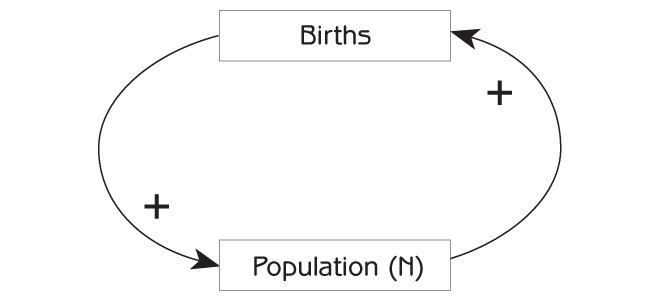 Births
+
+
Population (N)